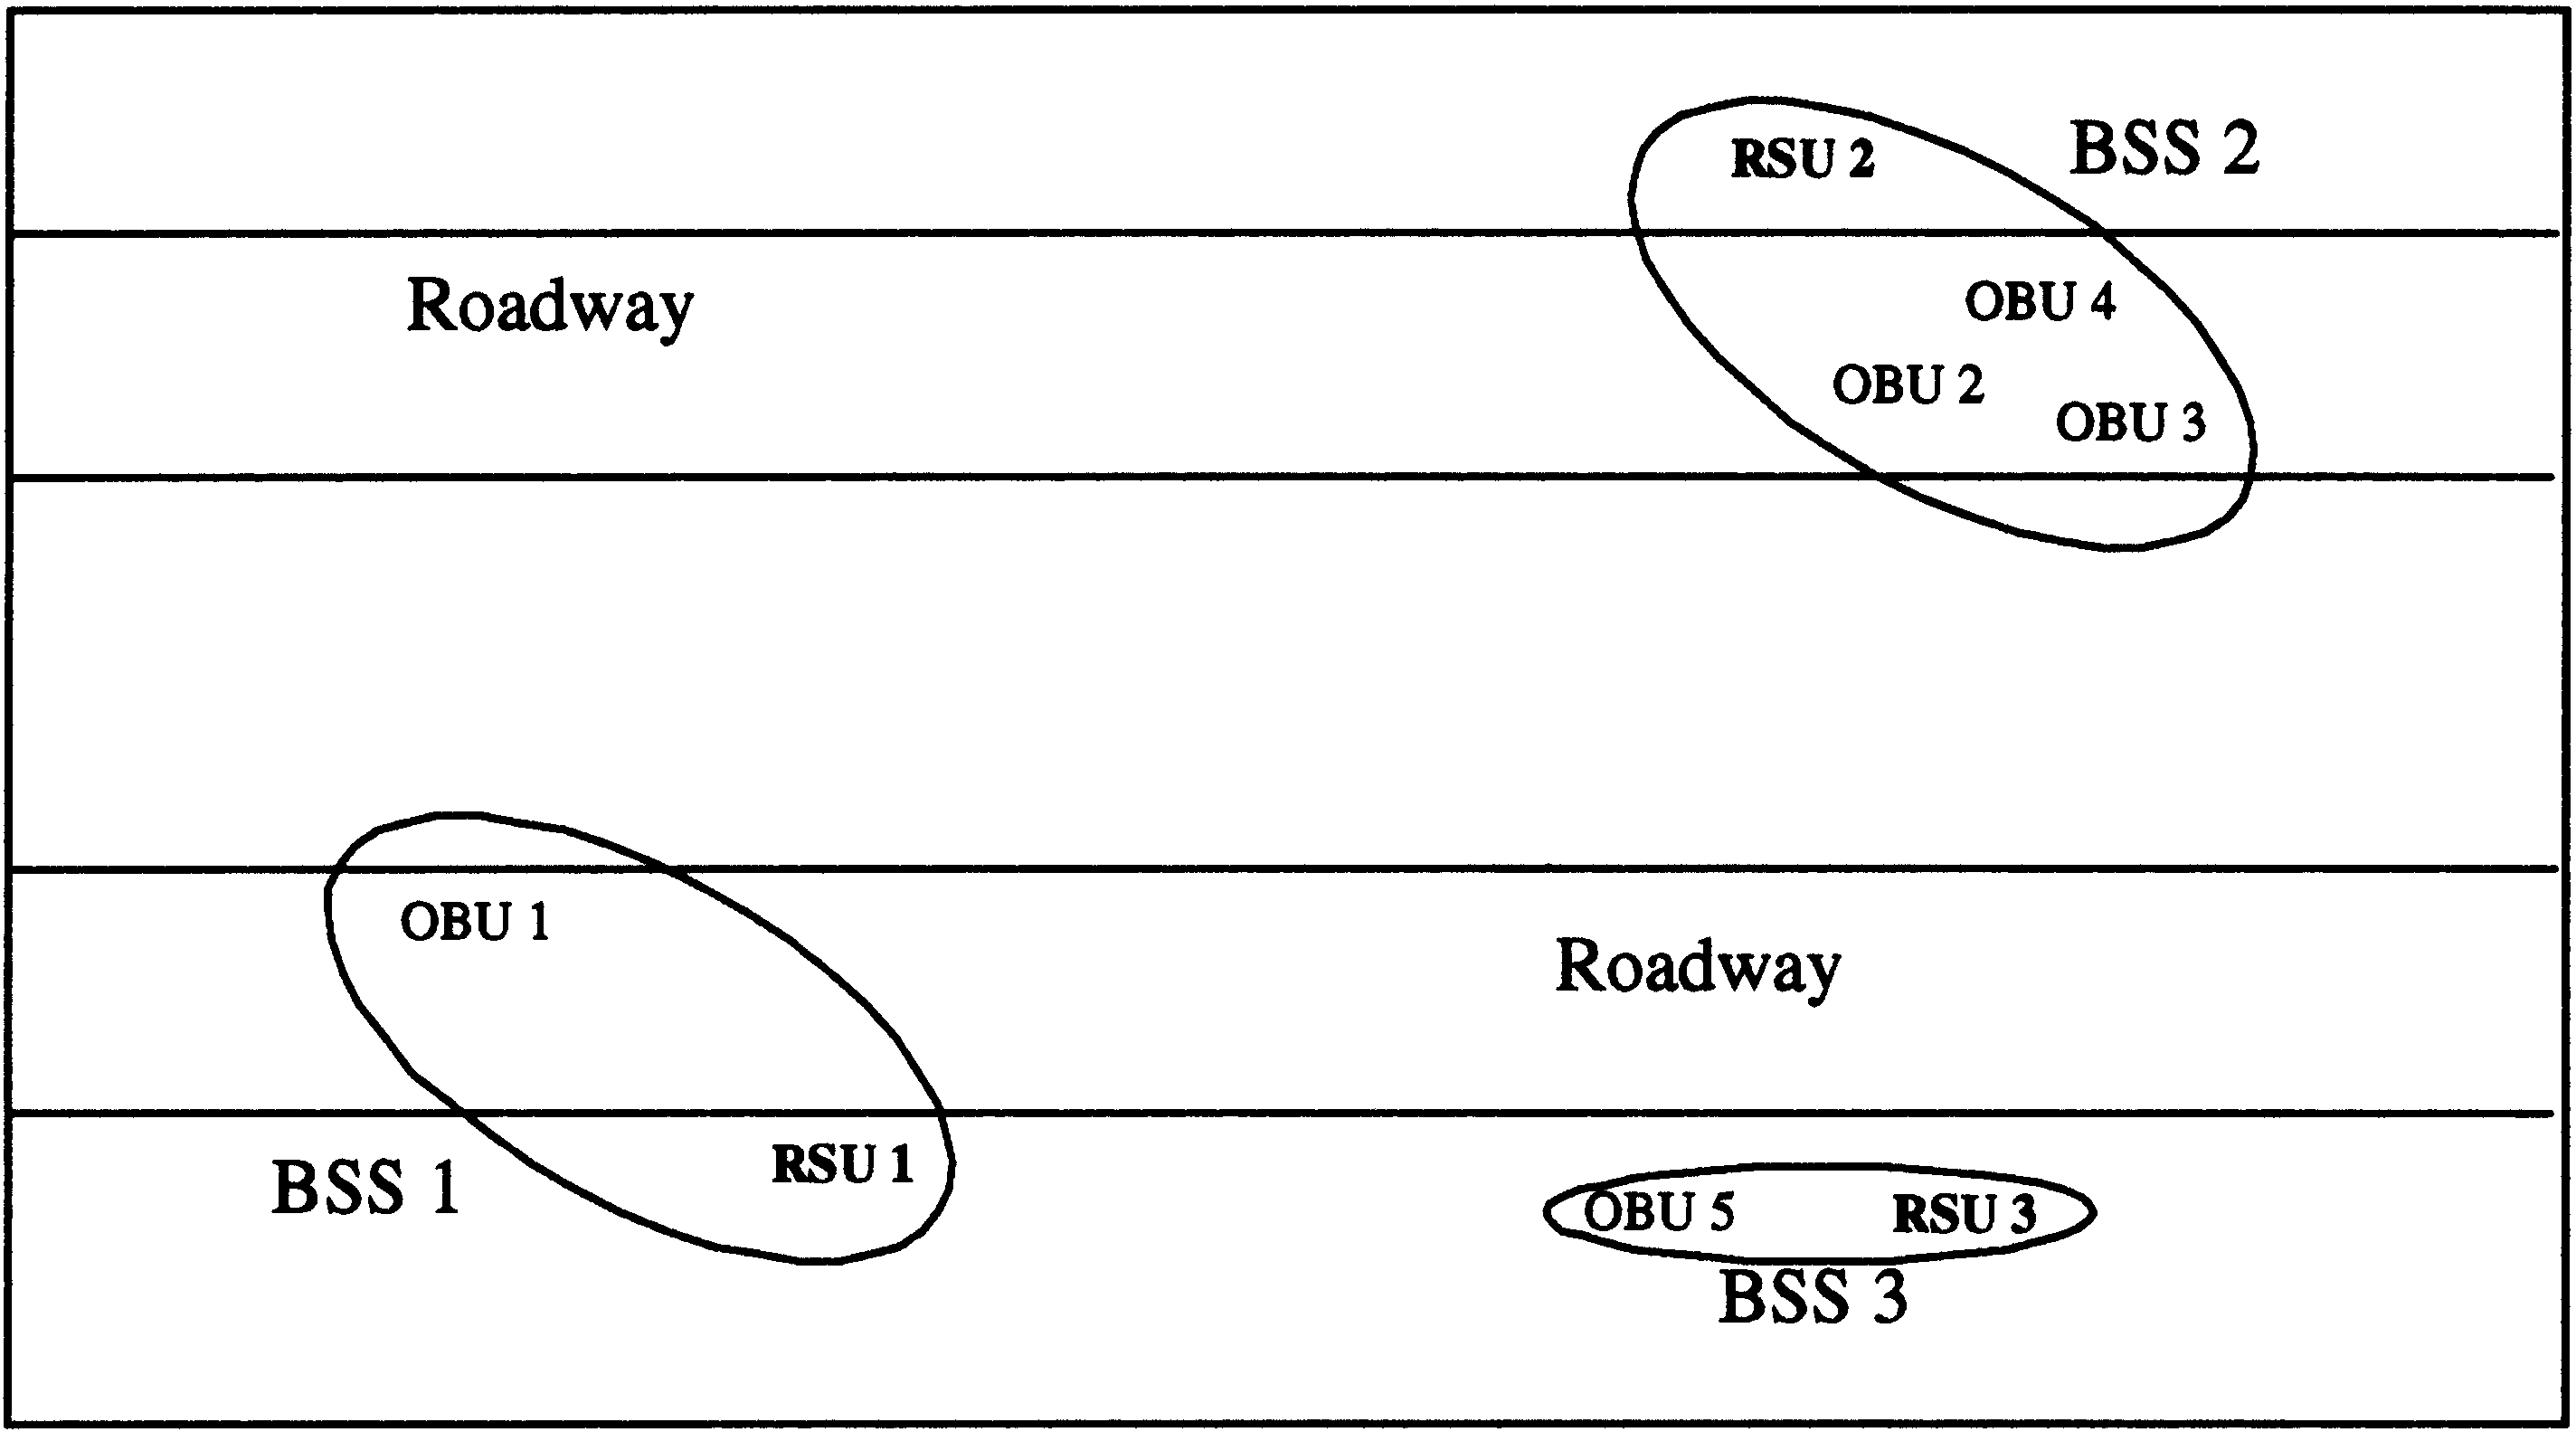 RSU 2
BSS 2
Roadway
OBU 4
OBU 2
OBU 3
OBU 1
Roadway
RSU 1
BSS 1
OBU 5
RSU 3
BSS 3